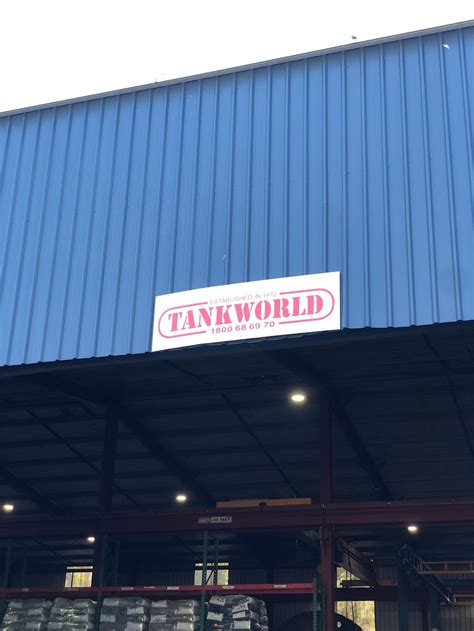 ESTABLISHED IN 1972
TANKWORLD
1800 68 69 70